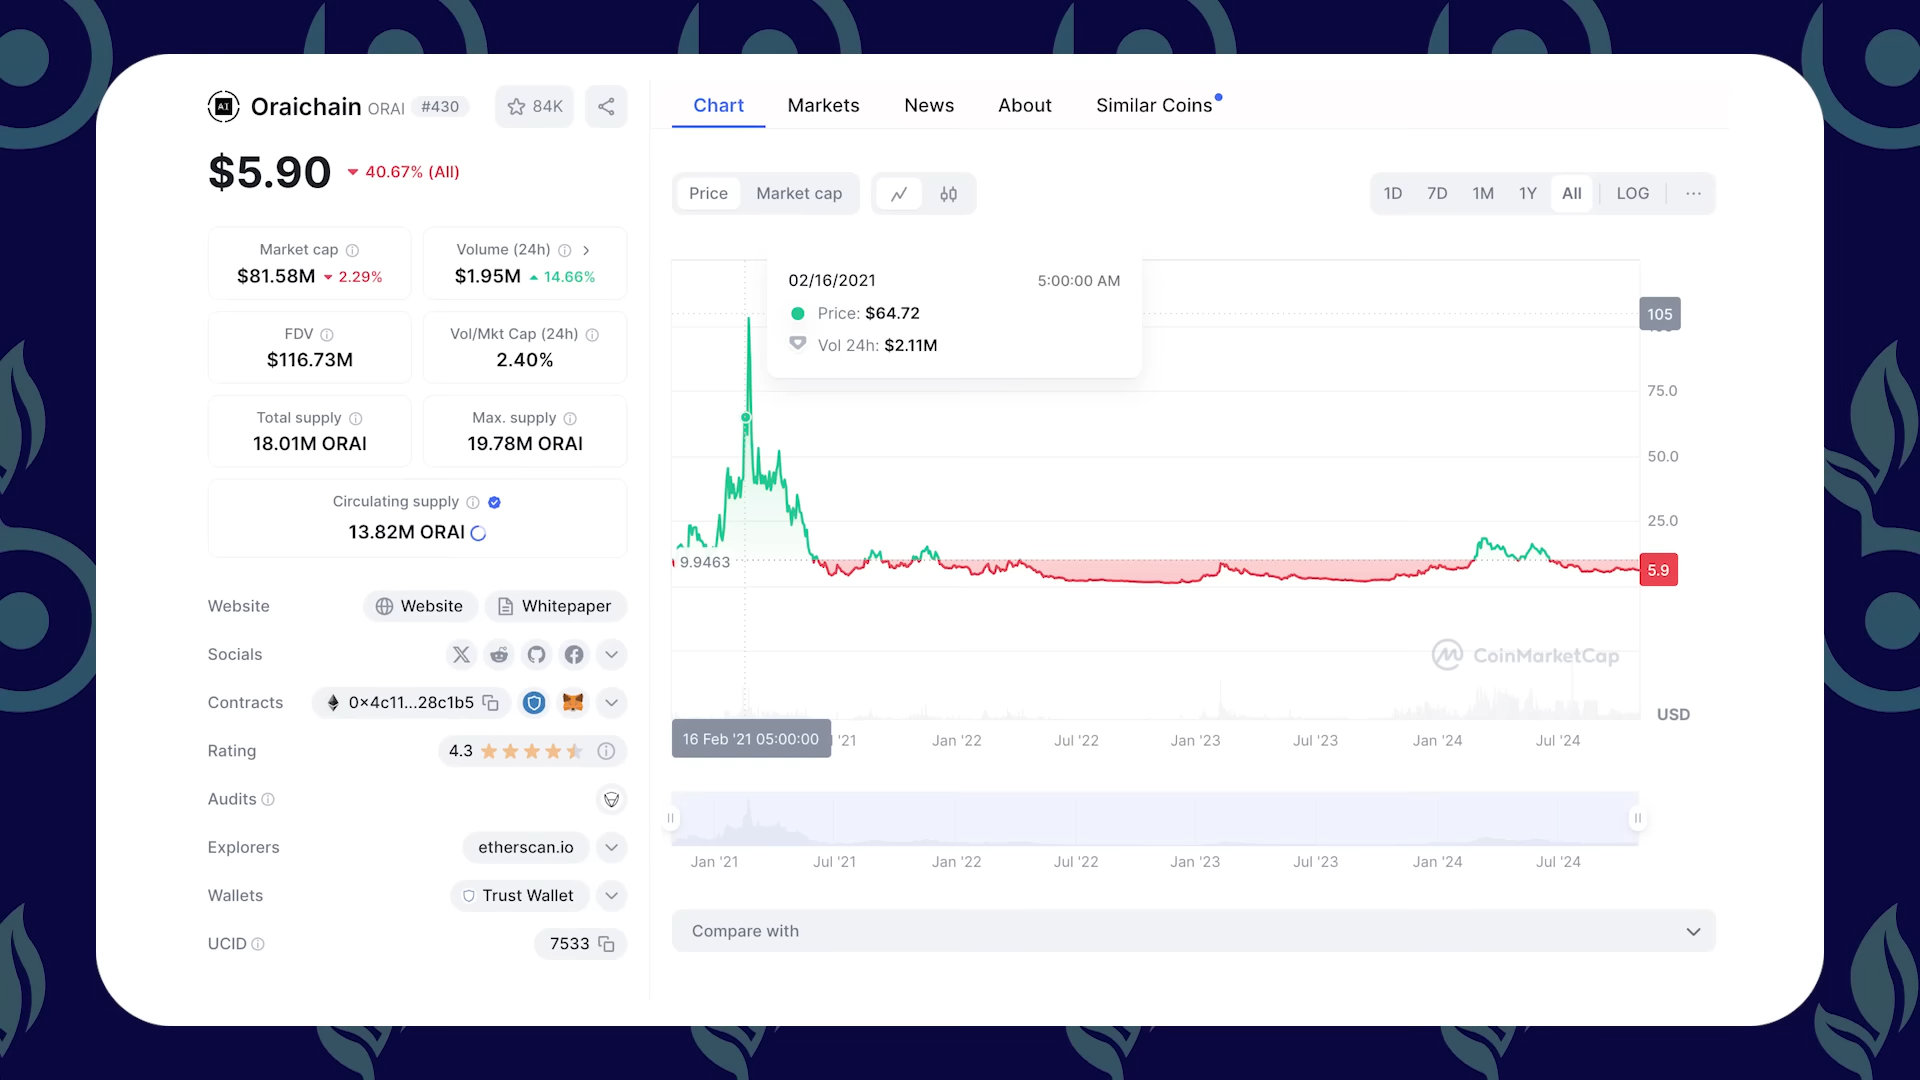 Oraichain ORAI #430
84K
$5.90 40.67% (All)
Market cap
$81.58M 2.29%
Volume (24h)
$1.95M 14.66%
FDV
$116.73M
Vol/Mkt Cap (24h)
2.40%
Total supply
18.01M ORAI
Max. supply
19.78M ORAI
Circulating supply
13.82M ORAI
Website Website Whitepaper
Socials
Contracts 0x4c11...28c1b5
Rating 4.3
Audits
Explorers etherscan.io
Wallets Trust Wallet
UCID 7533
Chart Markets News About Similar Coins
Price Market cap
1D 7D 1M 1Y All LOG ...
02/16/2021 5:00:00 AM
Price: $64.72
Vol 24h: $2.11M
105
75.0
50.0
25.0
9.9463
5.9
CoinMarketCap
USD
16 Feb '21 05:00:00 '21 Jan '22 Jul '22 Jan '23 Jul '23 Jan '24 Jul '24
Jan '21 Jul '21 Jan '22 Jul '22 Jan '23 Jul '23 Jan '24 Jul '24
Compare with